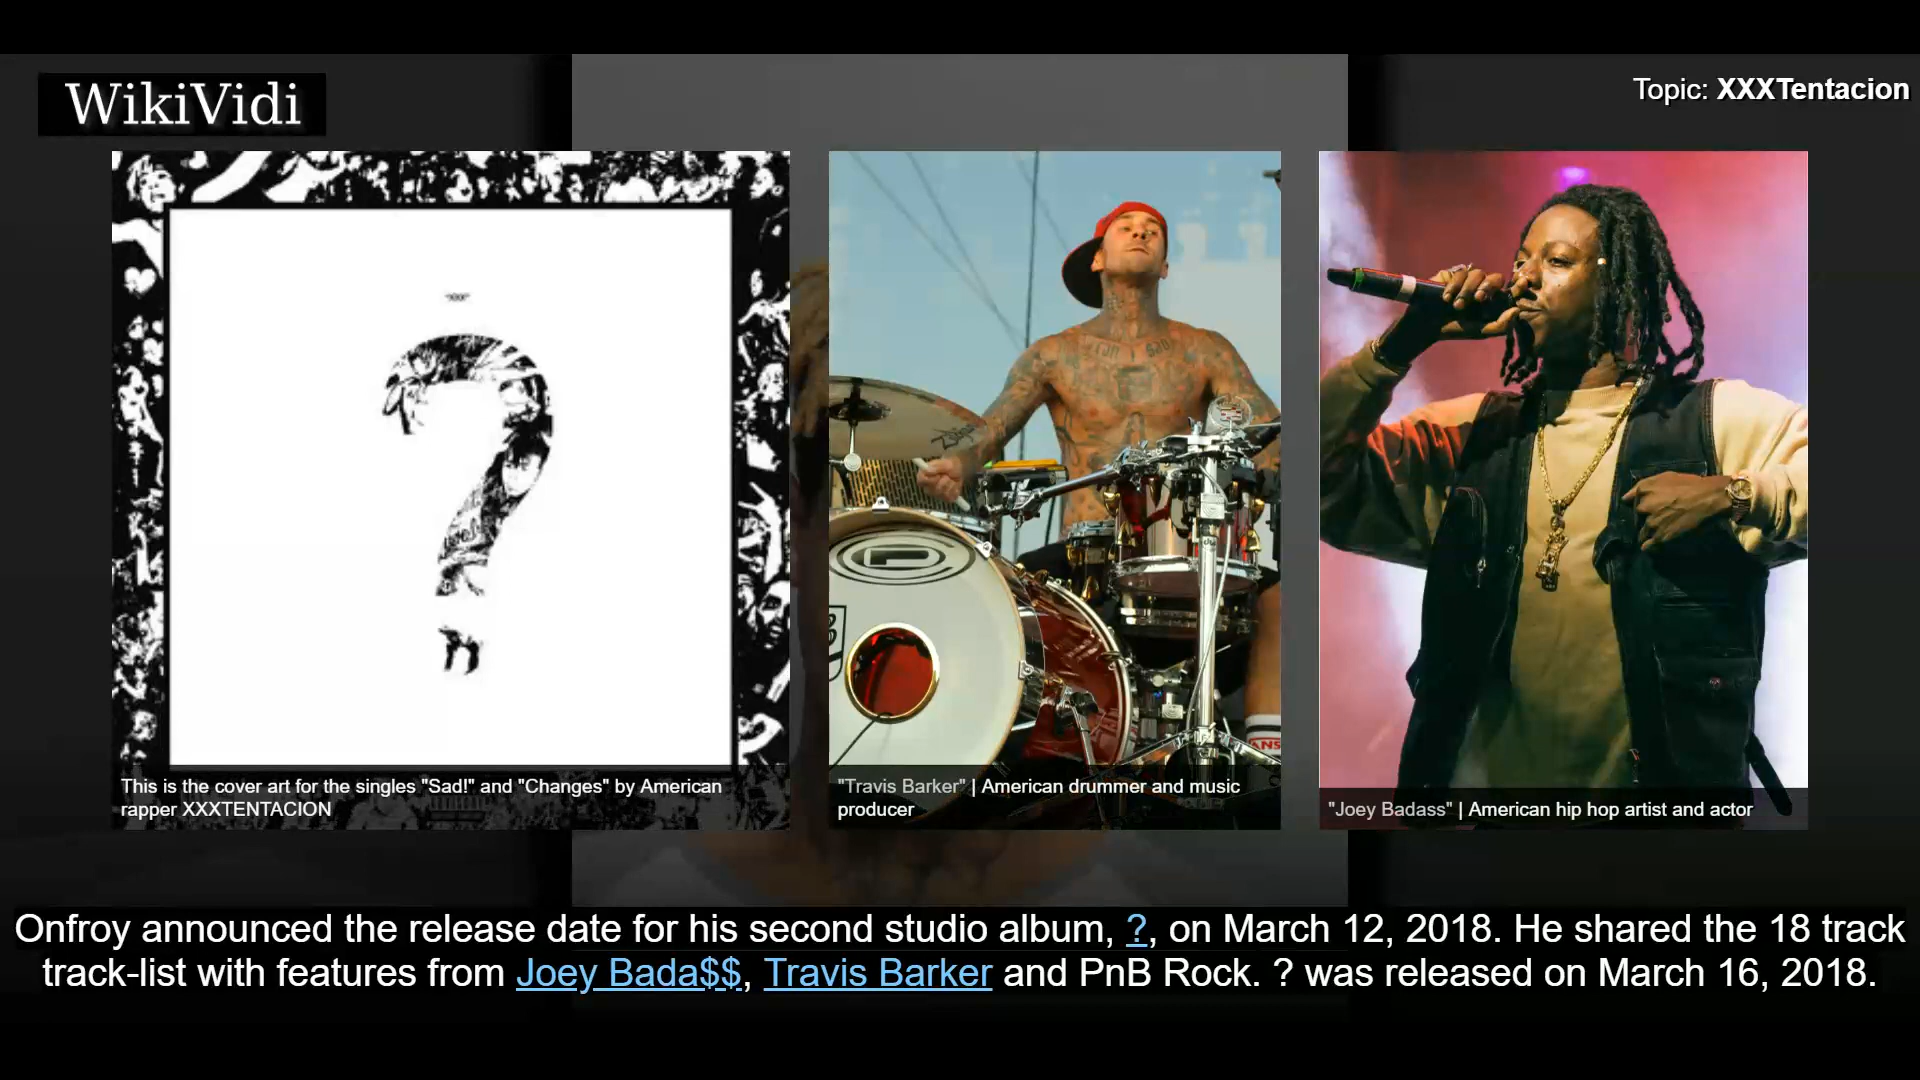 WikiVidi
Topic: XXXTentacion
This is the cover art for the singles "Sad!" and "Changes" by American
rapper XXXTENTACION
"Travis Barker" | American drummer and music
producer
"Joey Badass" | American hip hop artist and actor
Onfroy announced the release date for his second studio album, ?, on March 12, 2018. He shared the 18 track
track-list with features from Joey Bada$$, Travis Barker and PnB Rock. ? was released on March 16, 2018.